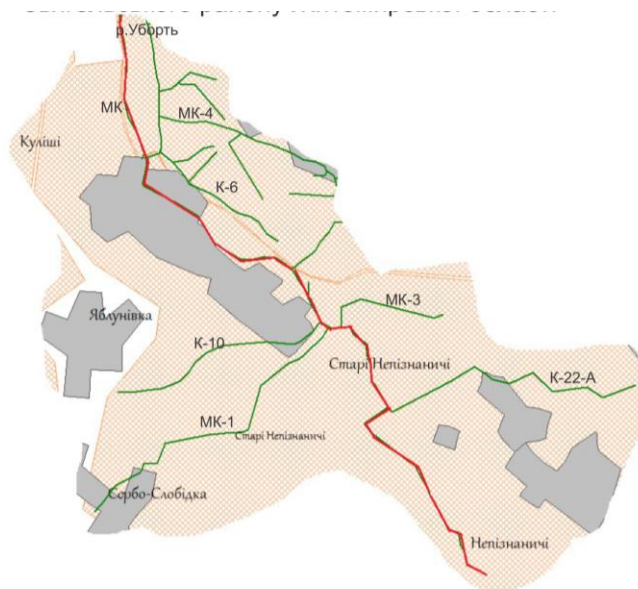 р.Уборть
МК
МК-4
Куліші
К-6
МК-3
Яблунівка
К-10
Старі Непізнаничі
К-22-А
МК-1
Старі Непізнаничі
Сербо-Слобідка
Непізнаничі